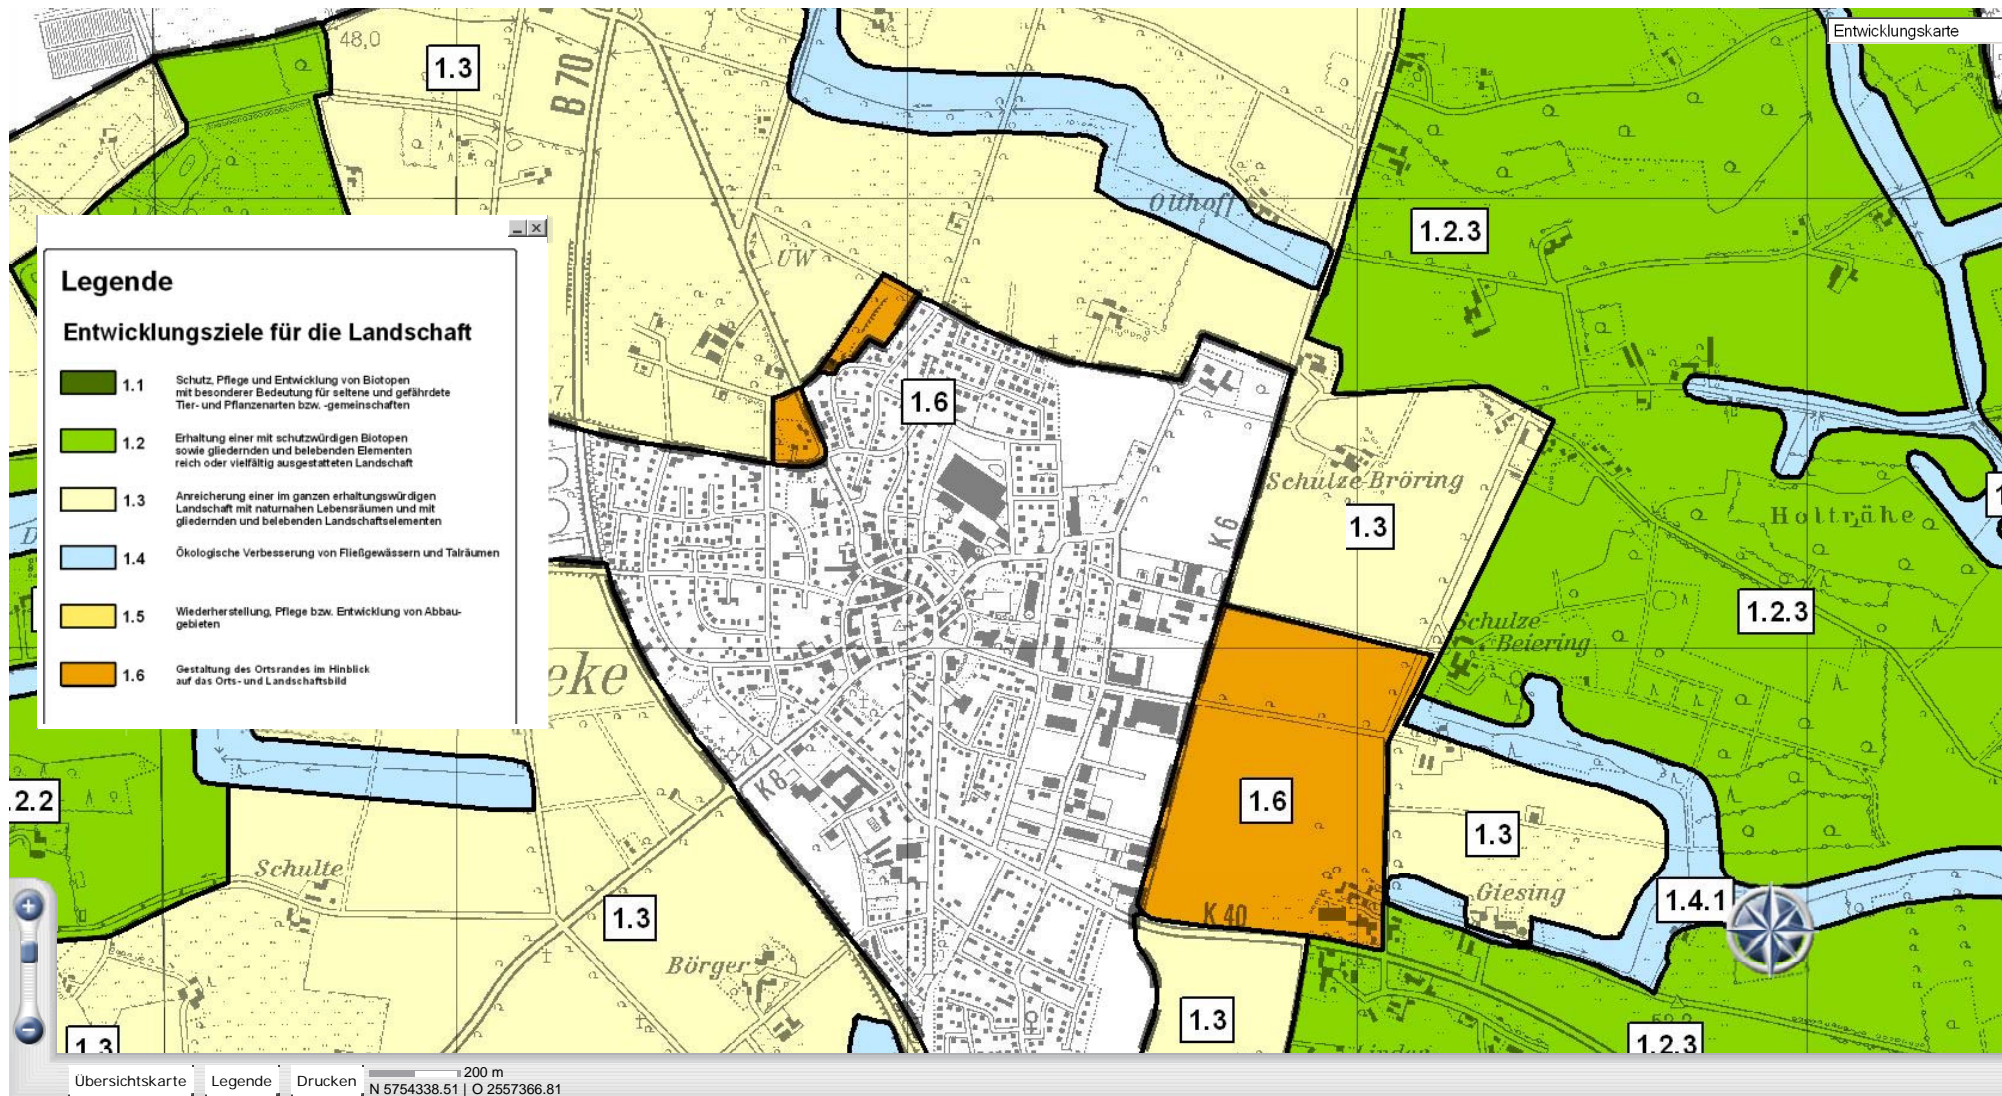 Entwicklungskarte
48,0
1.3
B 70
Olthoff
1.2.3
UW
Legende
Entwicklungsziele für die Landschaft
1.1 Schutz, Pflege und Entwicklung von Biotopen
mit besonderer Bedeutung für seltene und gefährdete
Tier- und Pflanzenarten bzw. -gemeinschaften
1.2 Erhaltung einer mit schutzwürdigen Biotopen
sowie gliedernden und belebenden Elementen
reich oder vielfältig ausgestatteten Landschaft
1.3 Anreicherung einer im ganzen erhaltungswürdigen
Landschaft mit naturnahen Lebensräumen und mit
gliedernden und belebenden Landschaftselementen
1.4 Ökologische Verbesserung von Fließgewässern und Talräumen
1.5 Wiederherstellung, Pflege bzw. Entwicklung von Abbau-
gebieten
1.6 Gestaltung des Ortsrandes im Hinblick
auf das Orts- und Landschaftsbild
1.6
Schulze-Bröring
K 6
1.3
Holträhe
1.2.3
Schulze
Beiering
eke
K 8
2.2
1.6
1.3
Schulte
Giesing
1.4.1
K 40
1.3
Börger
1.3
1.3
1.2.3
Übersichtskarte
Legende
Drucken
200 m
N 5754338.51 | O 2557366.81